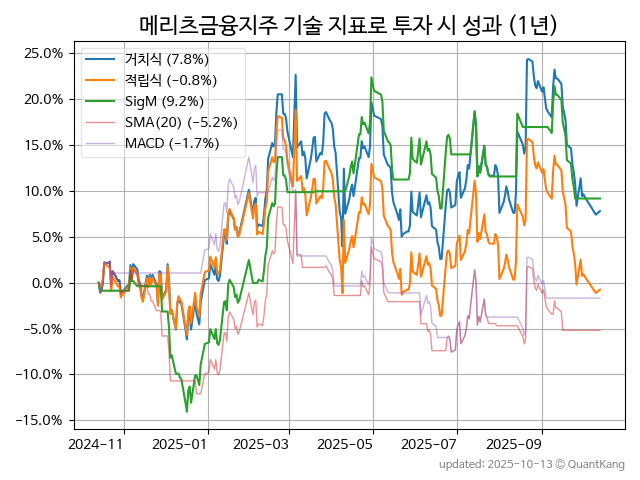 메리츠금융지주 기술 지표로 투자 시 성과 (1년)
거치식 (7.8%)
적립식 (−0.8%)
SigM (9.2%)
SMA(20) (−5.2%)
MACD (−1.7%)
25.0%
20.0%
15.0%
10.0%
5.0%
0.0%
−5.0%
−10.0%
−15.0%
2024-11 2025-01 2025-03 2025-05 2025-07 2025-09
updated: 2025-10-13 © QuantKang